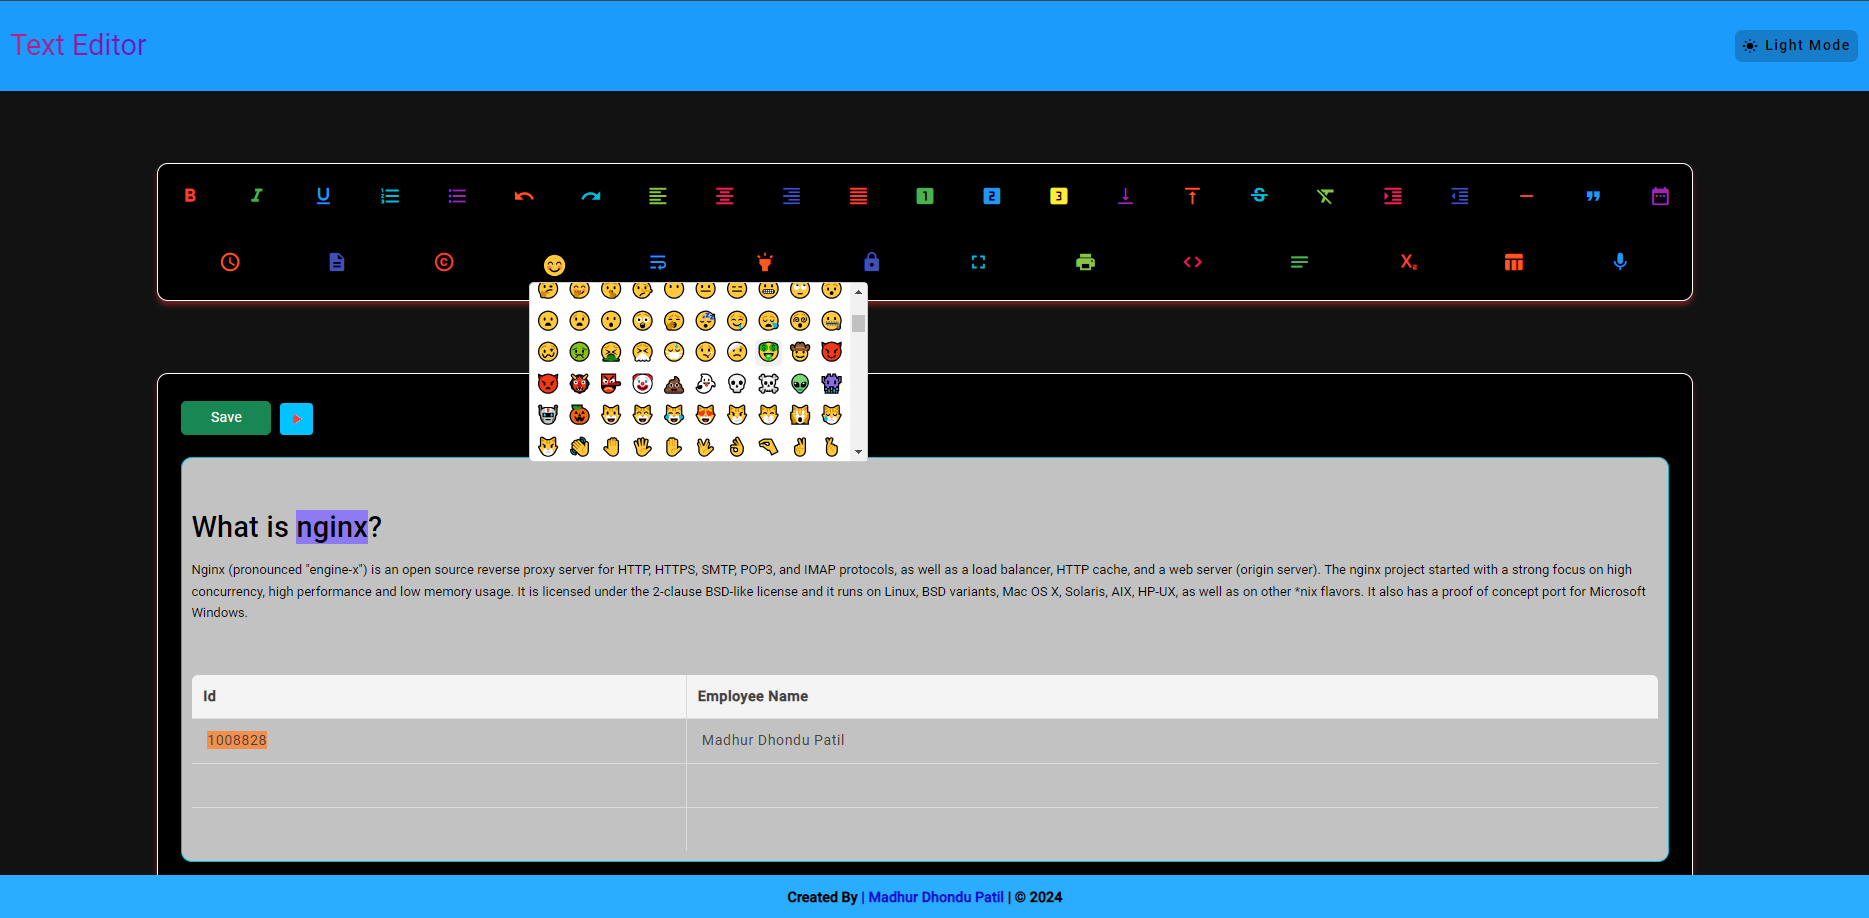 Text Editor
Light Mode
B I U 1 2 3 S
© X₂
Save
What is nginx?
Nginx (pronounced "engine-x") is an open source reverse proxy server for HTTP, HTTPS, SMTP, POP3, and IMAP protocols, as well as a load balancer, HTTP cache, and a web server (origin server). The nginx project started with a strong focus on high
concurrency, high performance and low memory usage. It is licensed under the 2-clause BSD-like license and it runs on Linux, BSD variants, Mac OS X, Solaris, AIX, HP-UX, as well as on other *nix flavors. It also has a proof of concept port for Microsoft
Windows.
Id Employee Name
1008828 Madhur Dhondu Patil
Created By | Madhur Dhondu Patil | © 2024